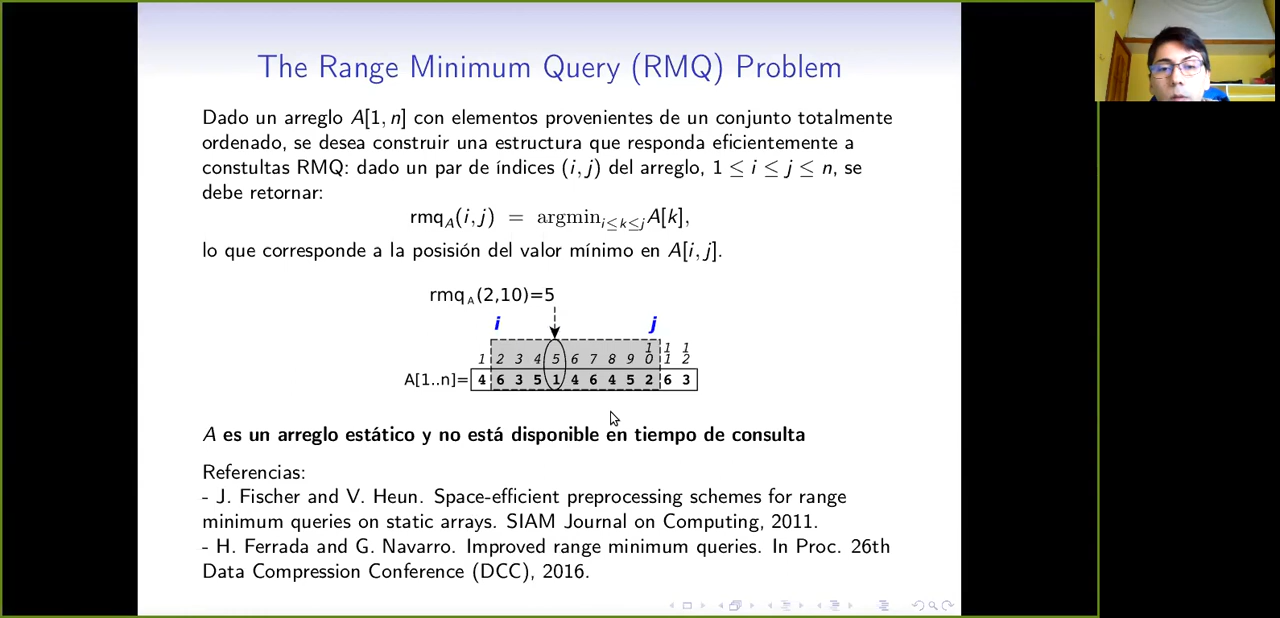 The Range Minimum Query (RMQ) Problem
Dado un arreglo A[1, n] con elementos provenientes de un conjunto totalmente
ordenado, se desea construir una estructura que responda eficientemente a
constultas RMQ: dado un par de índices (i, j) del arreglo, 1 ≤ i ≤ j ≤ n, se
debe retornar:
rmq_A(i, j) = argmin_{i≤k≤j} A[k],
lo que corresponde a la posición del valor mínimo en A[i, j].
rmq_A(2,10)=5
i j
1 2 3 4 5 6 7 8 9 10 11 12
A[1..n]= 4 6 3 5 1 4 6 4 5 2 6 3
A es un arreglo estático y no está disponible en tiempo de consulta
Referencias:
- J. Fischer and V. Heun. Space-efficient preprocessing schemes for range
minimum queries on static arrays. SIAM Journal on Computing, 2011.
- H. Ferrada and G. Navarro. Improved range minimum queries. In Proc. 26th
Data Compression Conference (DCC), 2016.